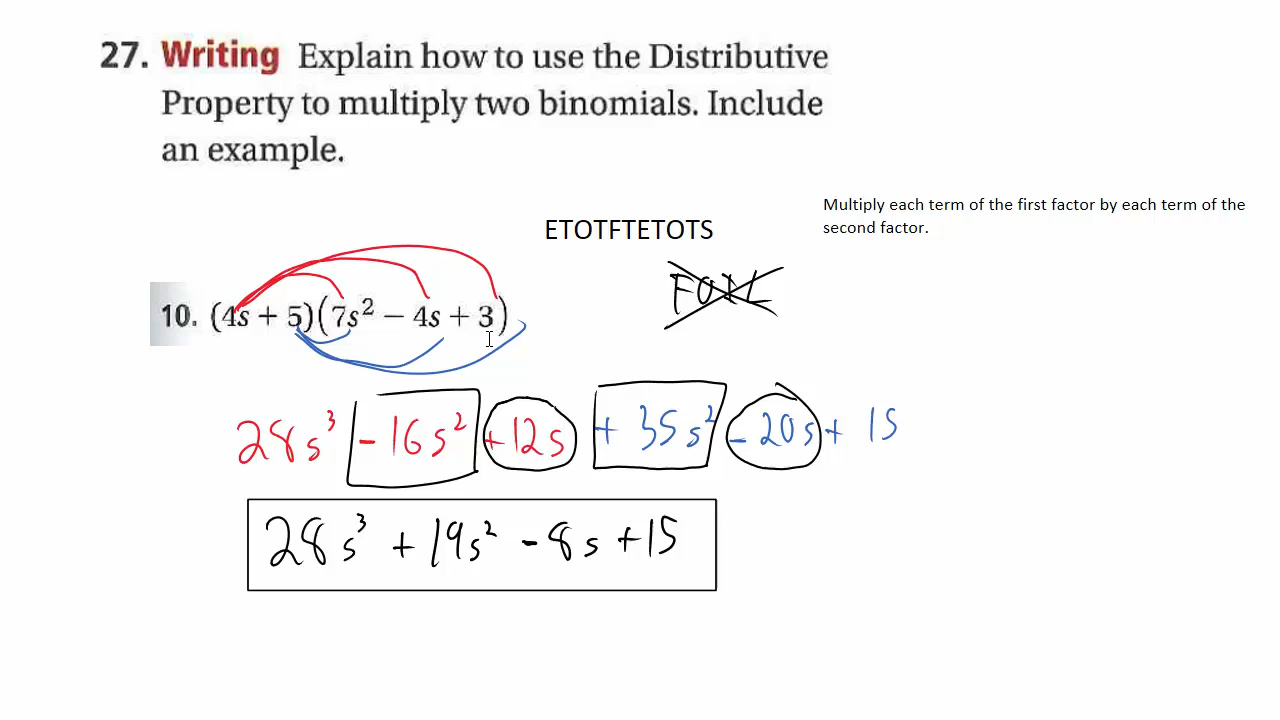 27. Writing Explain how to use the Distributive
Property to multiply two binomials. Include
an example.
Multiply each term of the first factor by each term of the
second factor.
ETOTFTETOTS
FOIL
10. (4s + 5)(7s² − 4s + 3)
28s³ - 16s² + 12s + 35s² - 20s + 15
28s³ + 19s² - 8s + 15